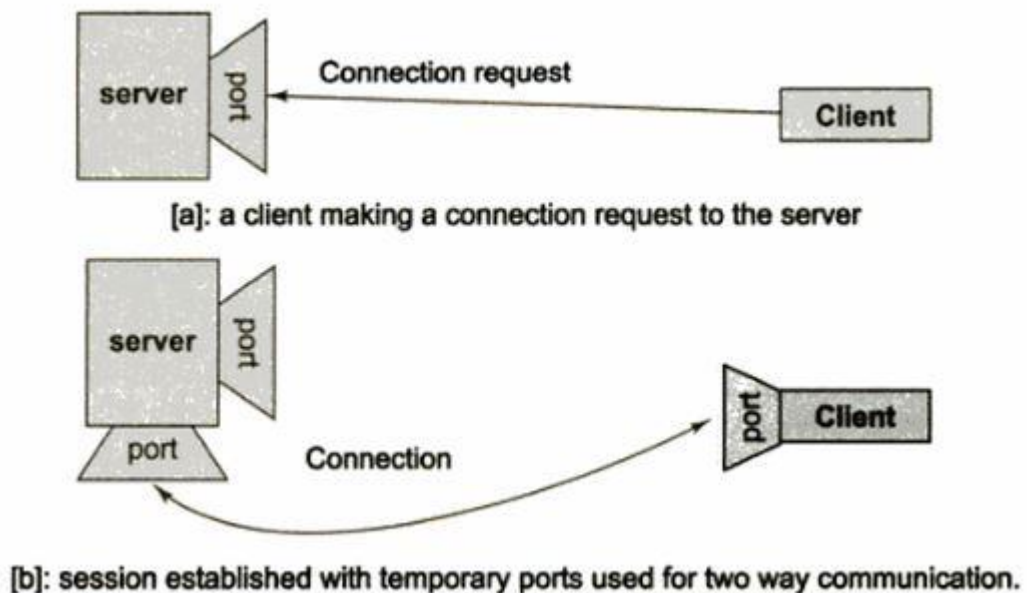 server
port
Connection request
Client
[a]: a client making a connection request to the server
server
port
port
Connection
port
Client
[b]: session established with temporary ports used for two way communication.